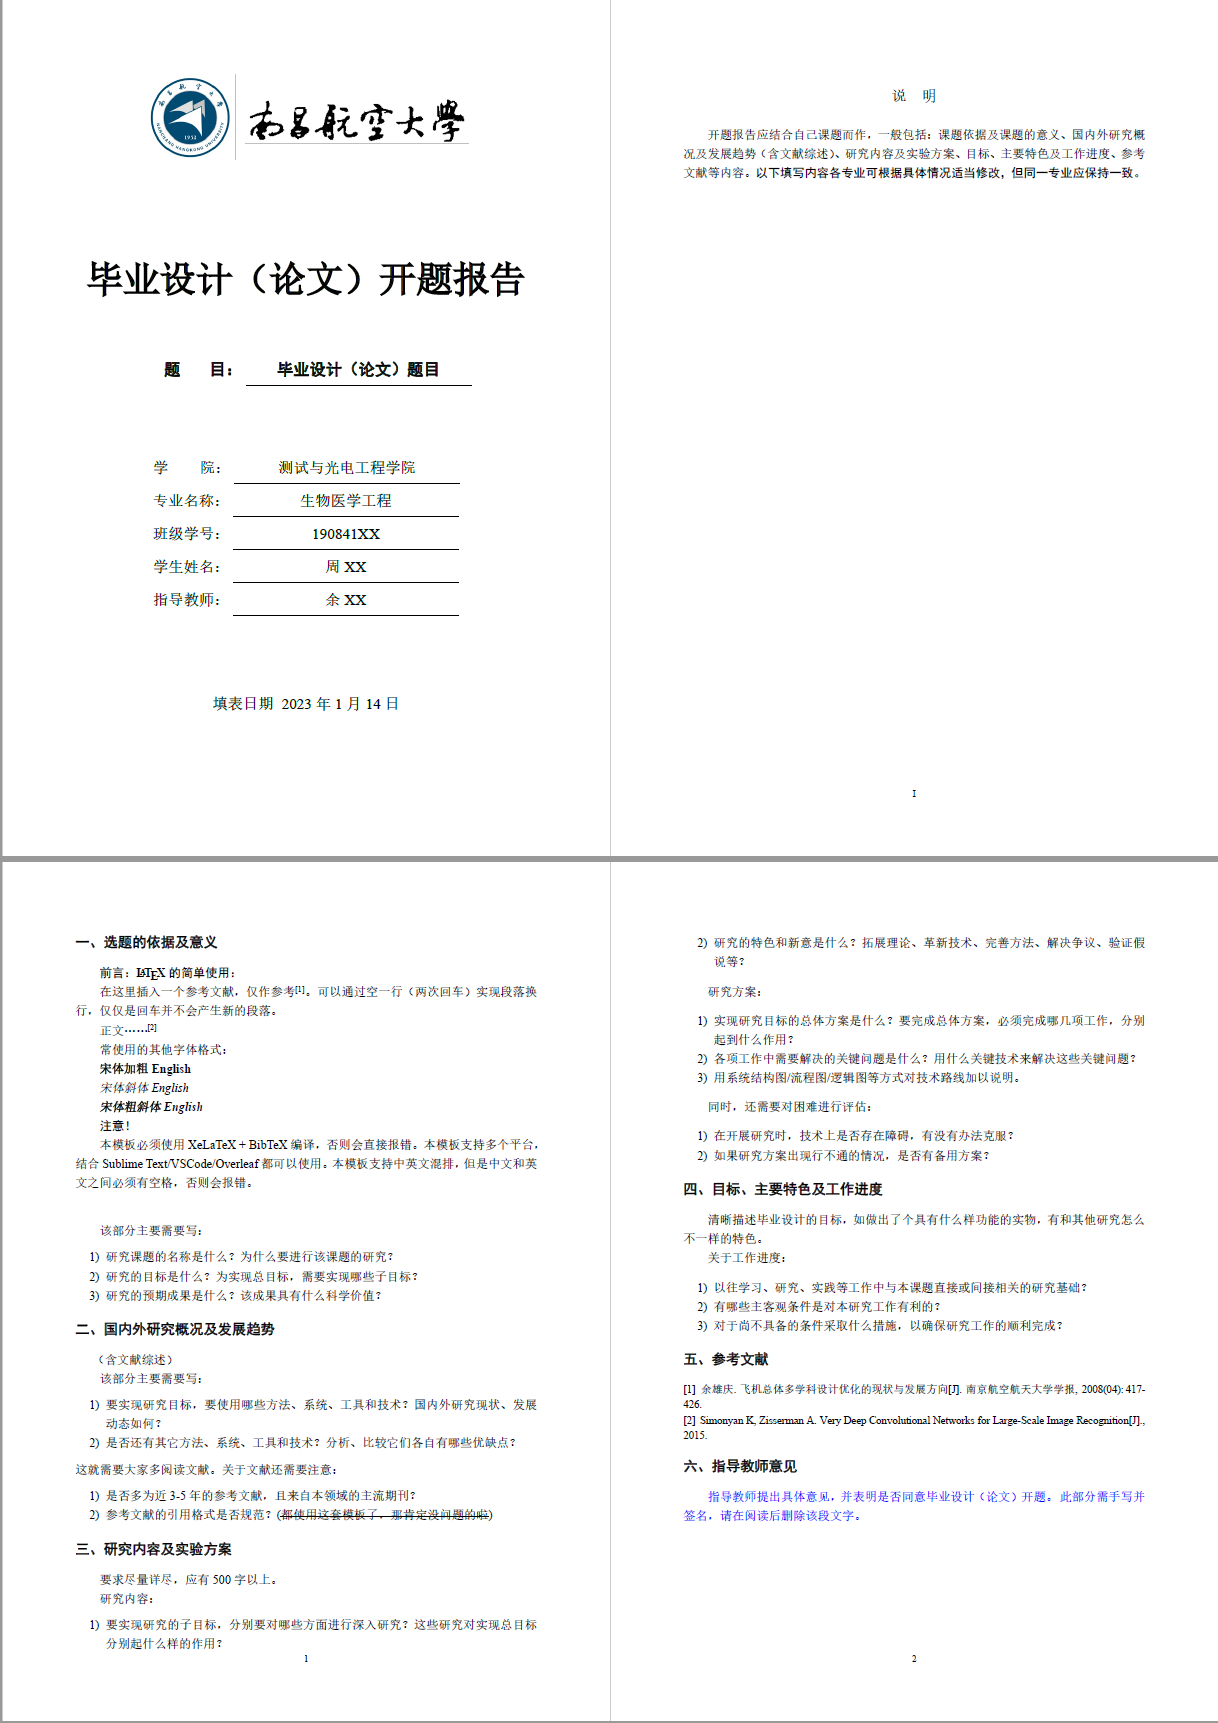 NANCHANG HANGKONG UNIVERSITY
1952
南昌航空大學
毕业设计（论文）开题报告
题 目： 毕业设计（论文）题目
学 院： 测试与光电工程学院
专业名称： 生物医学工程
班级学号： 190841XX
学生姓名： 周 XX
指导教师： 余 XX
填表日期 2023 年 1 月 14 日
说 明
开题报告应结合自己课题而作，一般包括：课题依据及课题的意义、国内外研究概
况及发展趋势（含文献综述）、研究内容及实验方案、目标、主要特色及工作进度、参考
文献等内容。以下填写内容各专业可根据具体情况适当修改，但同一专业应保持一致。
I
一、选题的依据及意义
前言：LATEX 的简单使用：
在这里插入一个参考文献，仅作参考[1]。可以通过空一行（两次回车）实现段落换
行，仅仅是回车并不会产生新的段落。
正文……[2]
常使用的其他字体格式：
宋体加粗 English
宋体斜体 English
宋体粗斜体 English
注意！
本模板必须使用 XeLaTeX + BibTeX 编译，否则会直接报错。本模板支持多个平台，
结合 Sublime Text/VSCode/Overleaf 都可以使用。本模板支持中英文混排，但是中文和英
文之间必须有空格，否则会报错。
该部分主要需要写：
1) 研究课题的名称是什么？为什么要进行该课题的研究？
2) 研究的目标是什么？为实现总目标，需要实现哪些子目标？
3) 研究的预期成果是什么？该成果具有什么科学价值？
二、国内外研究概况及发展趋势
（含文献综述）
该部分主要需要写：
1) 要实现研究目标，要使用哪些方法、系统、工具和技术？国内外研究现状、发展
动态如何？
2) 是否还有其它方法、系统、工具和技术？分析、比较它们各自有哪些优缺点？
这就需要大家多阅读文献。关于文献还需要注意：
1) 是否多为近 3-5 年的参考文献，且来自本领域的主流期刊？
2) 参考文献的引用格式是否规范？(都使用这套模板了，那肯定没问题的啦)
三、研究内容及实验方案
要求尽量详尽，应有 500 字以上。
研究内容：
1) 要实现研究的子目标，分别要对哪些方面进行深入研究？这些研究对实现总目标
分别起什么样的作用？
1
2) 研究的特色和新意是什么？拓展理论、革新技术、完善方法、解决争议、验证假
说等？
研究方案：
1) 实现研究目标的总体方案是什么？要完成总体方案，必须完成哪几项工作，分别
起到什么作用？
2) 各项工作中需要解决的关键问题是什么？用什么关键技术来解决这些关键问题？
3) 用系统结构图/流程图/逻辑图等方式对技术路线加以说明。
同时，还需要对困难进行评估：
1) 在开展研究时，技术上是否存在障碍，有没有办法克服？
2) 如果研究方案出现行不通的情况，是否有备用方案？
四、目标、主要特色及工作进度
清晰描述毕业设计的目标，如做出了个具有什么样功能的实物，有和其他研究怎么
不一样的特色。
关于工作进度：
1) 以往学习、研究、实践等工作中与本课题直接或间接相关的研究基础？
2) 有哪些主客观条件是对本研究工作有利的？
3) 对于尚不具备的条件采取什么措施，以确保研究工作的顺利完成？
五、参考文献
[1] 余雄庆. 飞机总体多学科设计优化的现状与发展方向[J]. 南京航空航天大学学报, 2008(04): 417-
426.
[2] Simonyan K, Zisserman A. Very Deep Convolutional Networks for Large-Scale Image Recognition[J].,
2015.
六、指导教师意见
指导教师提出具体意见，并表明是否同意毕业设计（论文）开题。此部分需手写并
签名，请在阅读后删除该段文字。
2